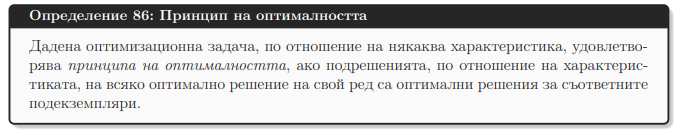 Определение 86: Принцип на оптималността
Дадена оптимизационна задача, по отношение на някаква характеристика, удовлетво-
рява принципа на оптималността, ако подрешенията, по отношение на характерис-
тиката, на всяко оптимално решение на свой ред са оптимални решения за съответните
подекземпляри.